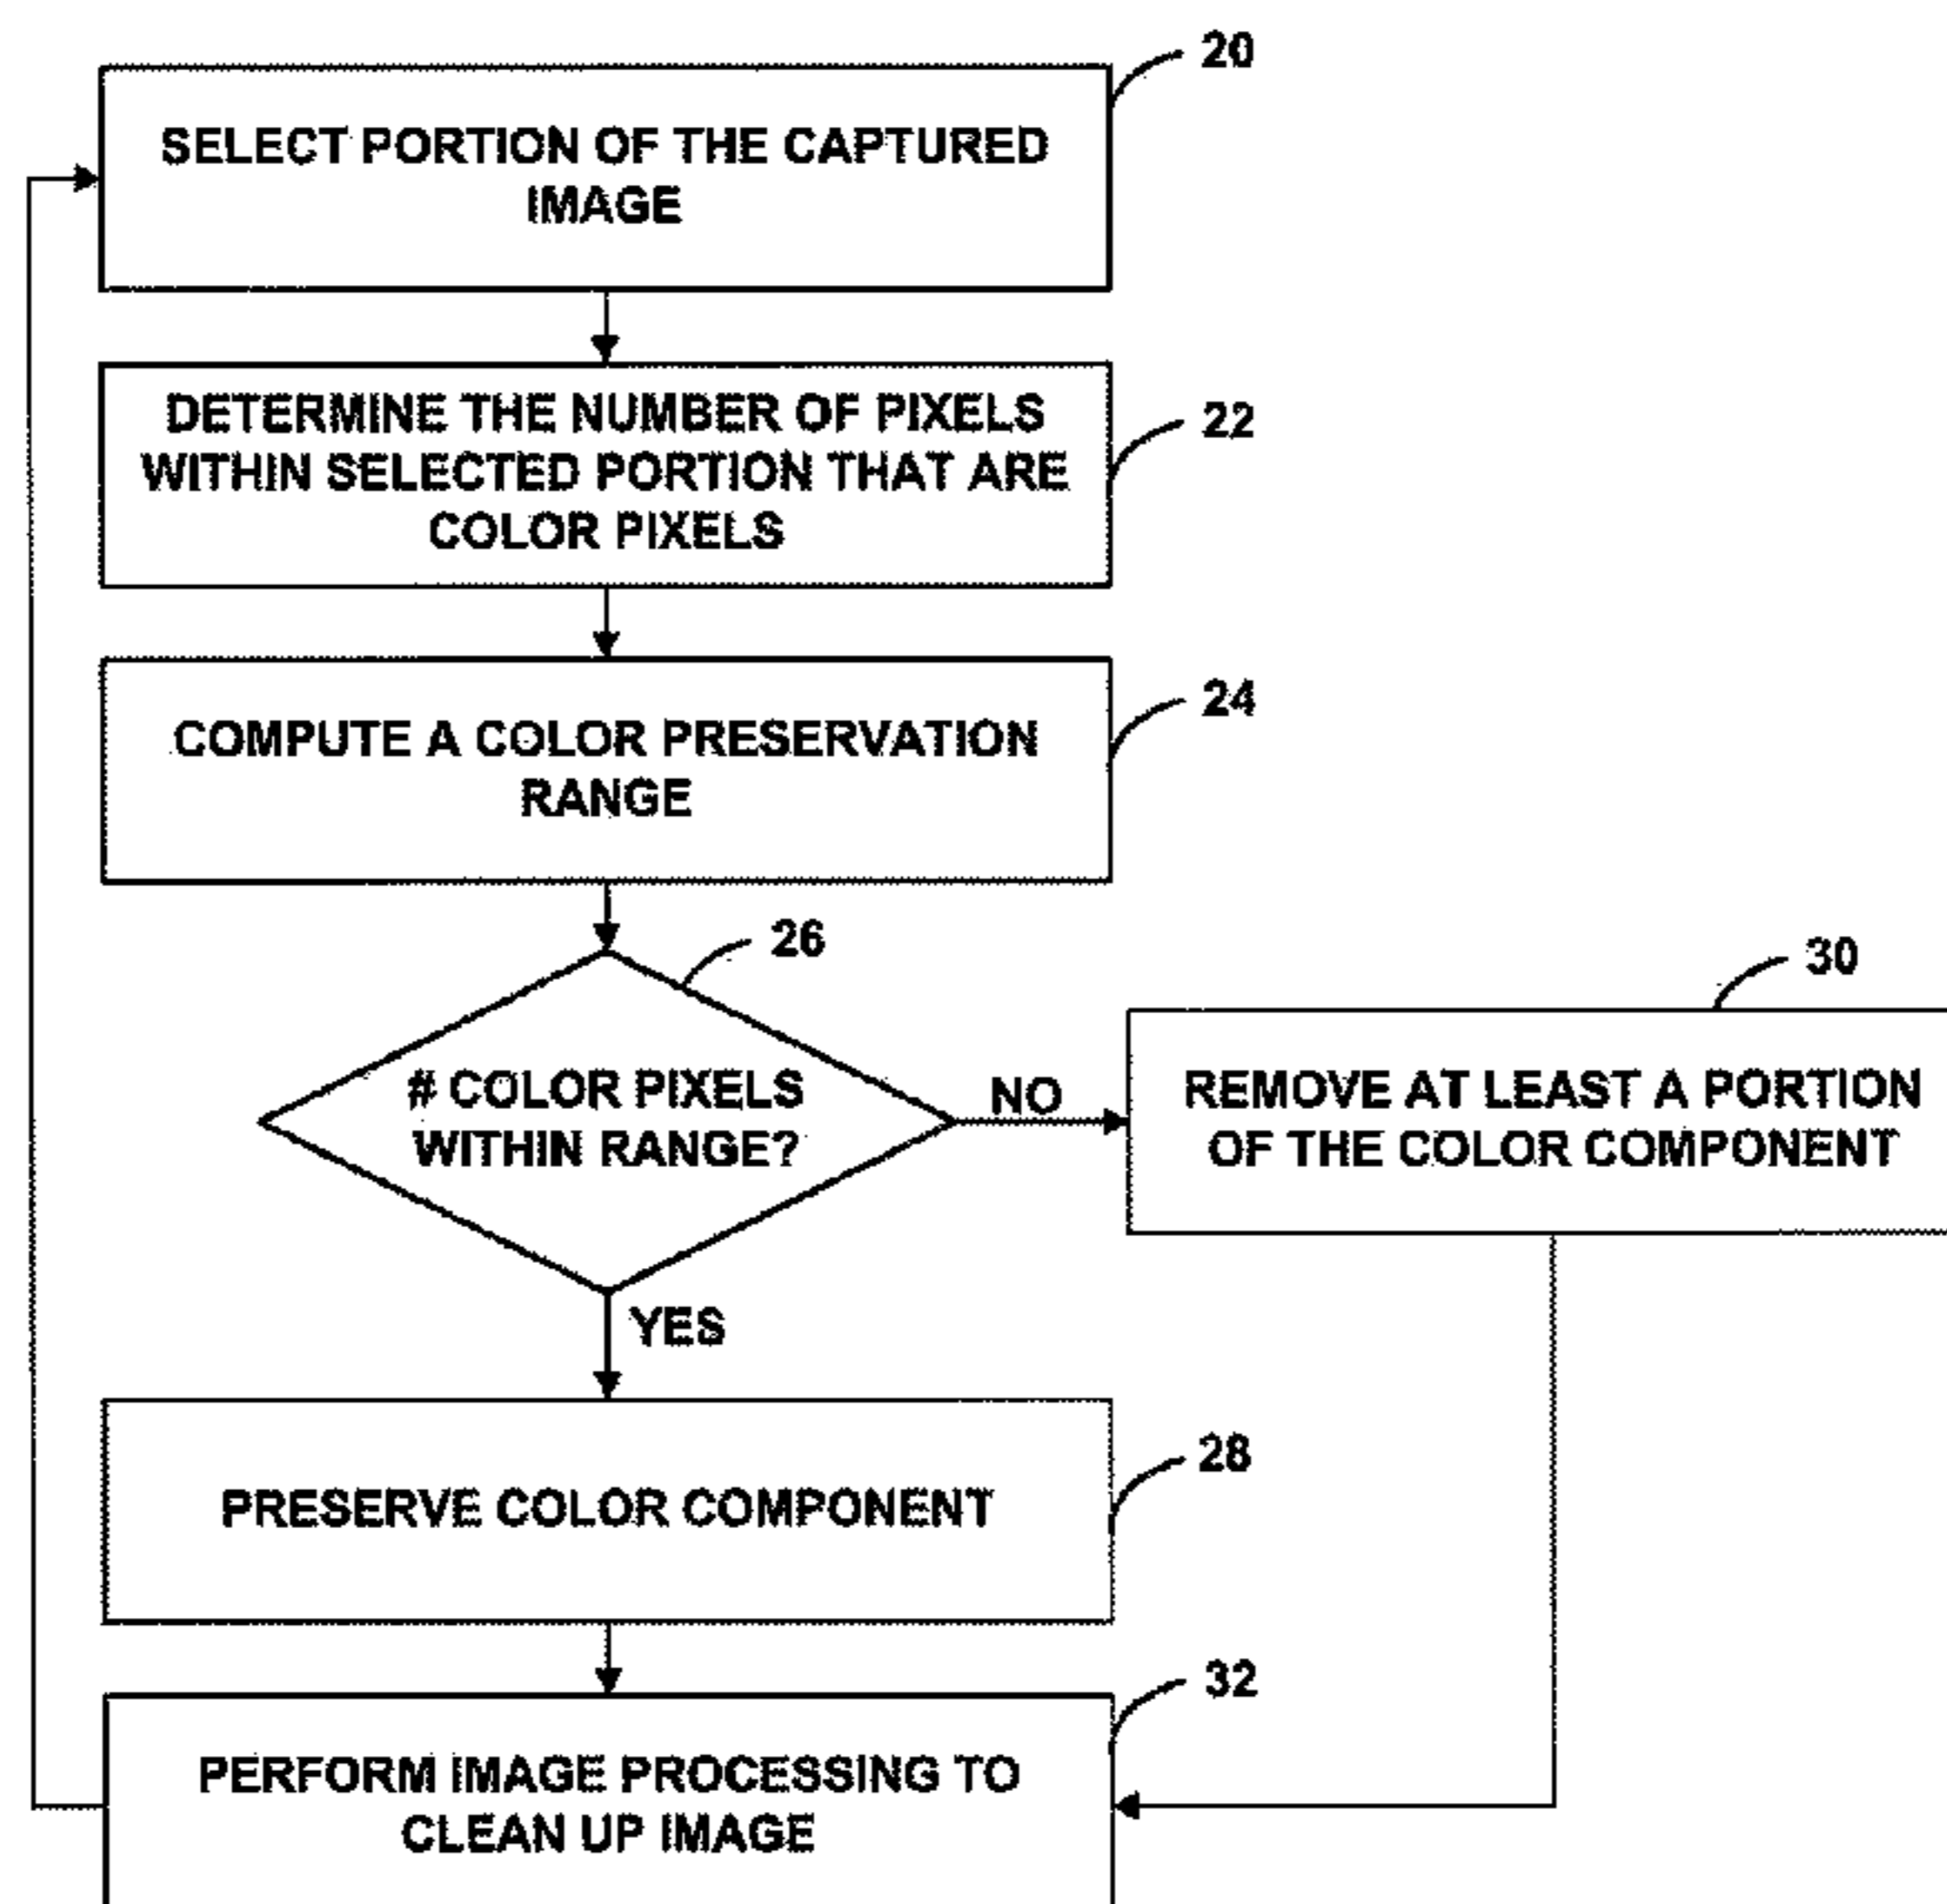 20
SELECT PORTION OF THE CAPTURED
IMAGE
22
DETERMINE THE NUMBER OF PIXELS
WITHIN SELECTED PORTION THAT ARE
COLOR PIXELS
24
COMPUTE A COLOR PRESERVATION
RANGE
26
# COLOR PIXELS
WITHIN RANGE?
NO
30
REMOVE AT LEAST A PORTION
OF THE COLOR COMPONENT
YES
28
PRESERVE COLOR COMPONENT
32
PERFORM IMAGE PROCESSING TO
CLEAN UP IMAGE